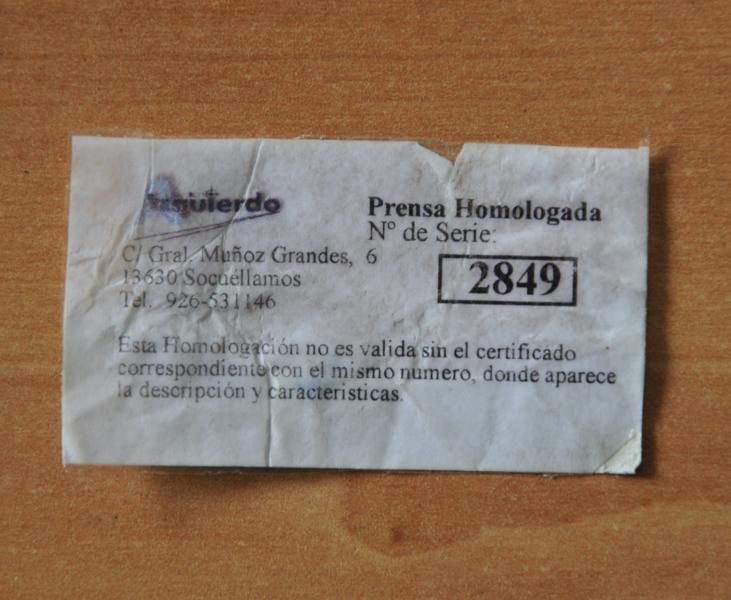 Izquierdo
Prensa Homologada
Nº de Serie:
2849
C/ Gral. Muñoz Grandes, 6
13630 Socuéllamos
Tel. 926-531146
Esta Homologación no es valida sin el certificado
correspondiente con el mismo numero, donde aparece
la descripción y caracteristicas.